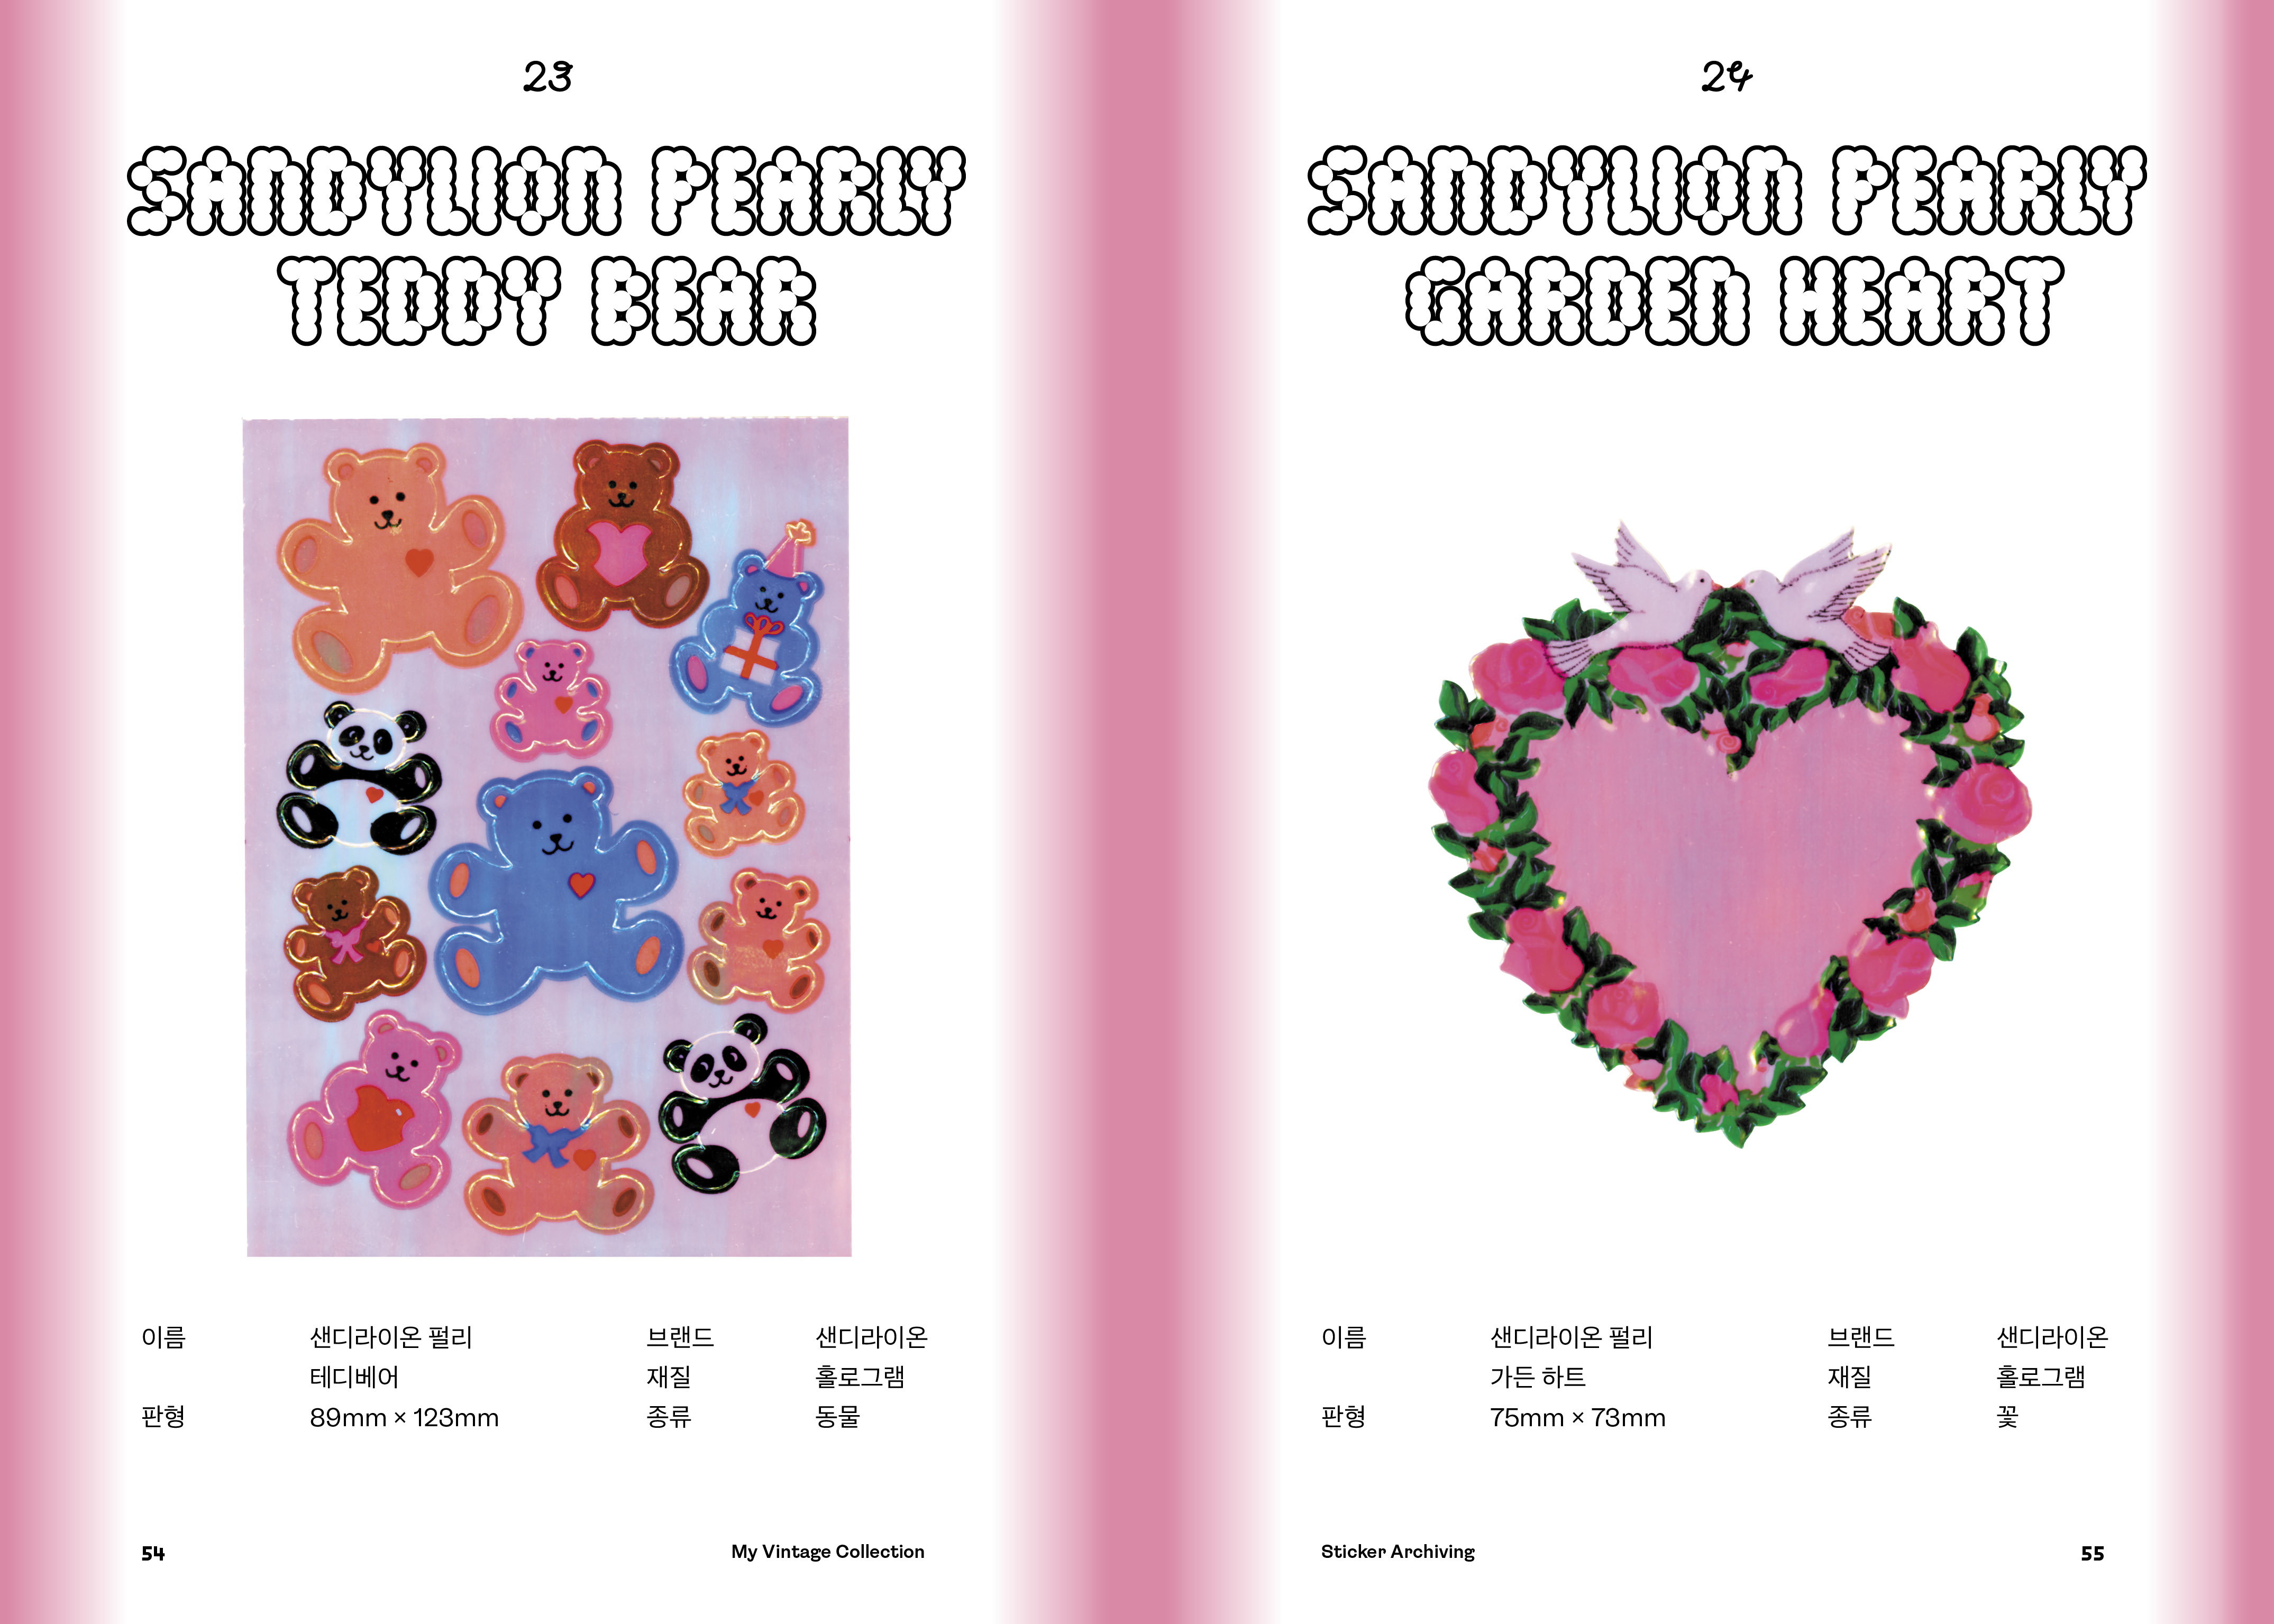 23
SANDYLION PEARLY
TEDDY BEAR
이름 샌디라이온 펄리 브랜드 샌디라이온
테디베어 재질 홀로그램
판형 89mm × 123mm 종류 동물
54 My Vintage Collection
24
SANDYLION PEARLY
GARDEN HEART
이름 샌디라이온 펄리 브랜드 샌디라이온
가든 하트 재질 홀로그램
판형 75mm × 73mm 종류 꽃
Sticker Archiving 55